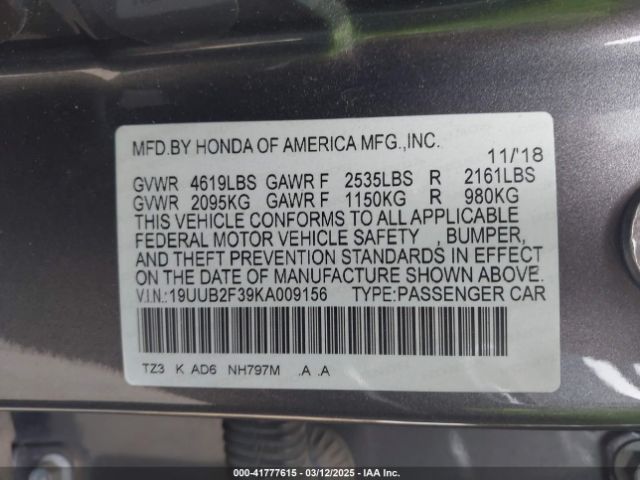 MFD.BY HONDA OF AMERICA MFG.,INC.
11/'18
GVWR 4619LBS GAWR F 2535LBS R 2161LBS
GVWR 2095KG GAWR F 1150KG R 980KG
THIS VEHICLE CONFORMS TO ALL APPLICABLE
FEDERAL MOTOR VEHICLE SAFETY , BUMPER,
AND THEFT PREVENTION STANDARDS IN EFFECT
ON THE DATE OF MANUFACTURE SHOWN ABOVE.
V.I.N.:19UUB2F39KA009156 TYPE:PASSENGER CAR
TZ3 K AD6 NH797M .A .A
000-41777615 — 03/12/2025 — IAA Inc.